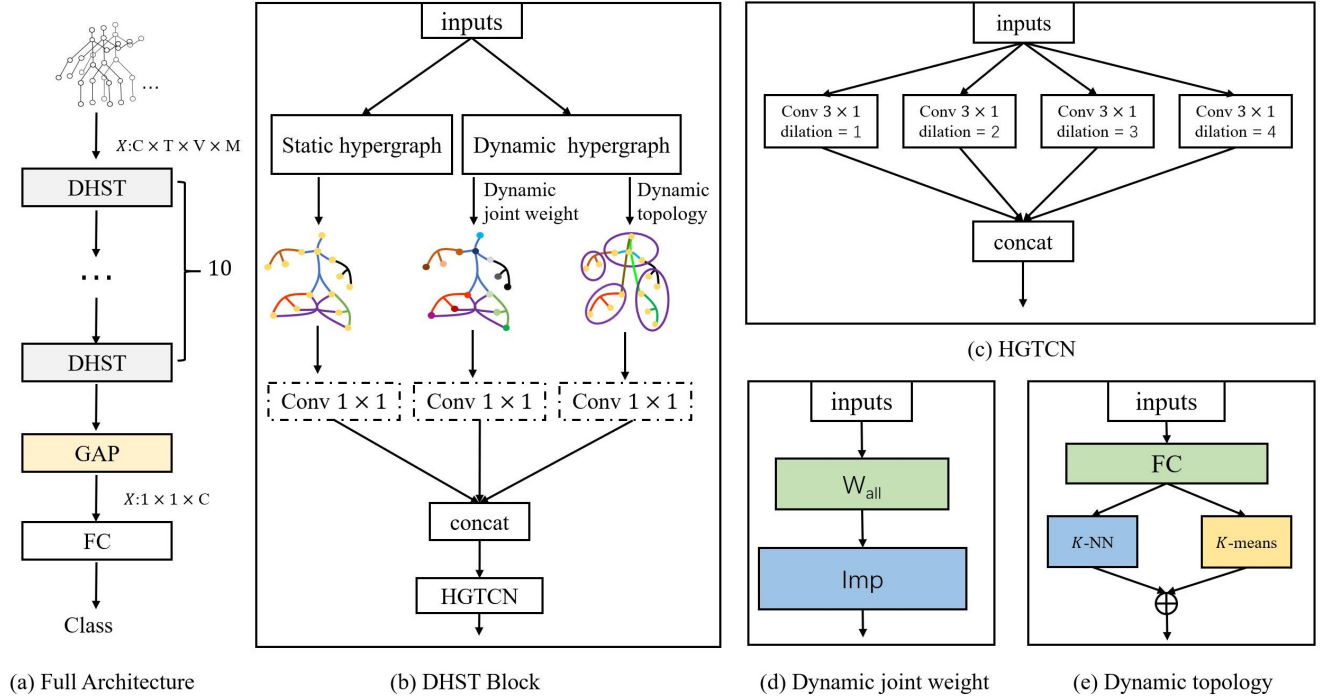 ...
X:C × T × V × M
DHST
...
10
DHST
GAP
X:1 × 1 × C
FC
Class
(a) Full Architecture
inputs
Static hypergraph
Dynamic hypergraph
Dynamic
joint weight
Dynamic
topology
Conv 1 × 1
Conv 1 × 1
Conv 1 × 1
concat
HGTCN
(b) DHST Block
inputs
Conv 3 × 1
dilation = 1
Conv 3 × 1
dilation = 2
Conv 3 × 1
dilation = 3
Conv 3 × 1
dilation = 4
concat
(c) HGTCN
inputs
W_all
Imp
(d) Dynamic joint weight
inputs
FC
K-NN
K-means
(e) Dynamic topology